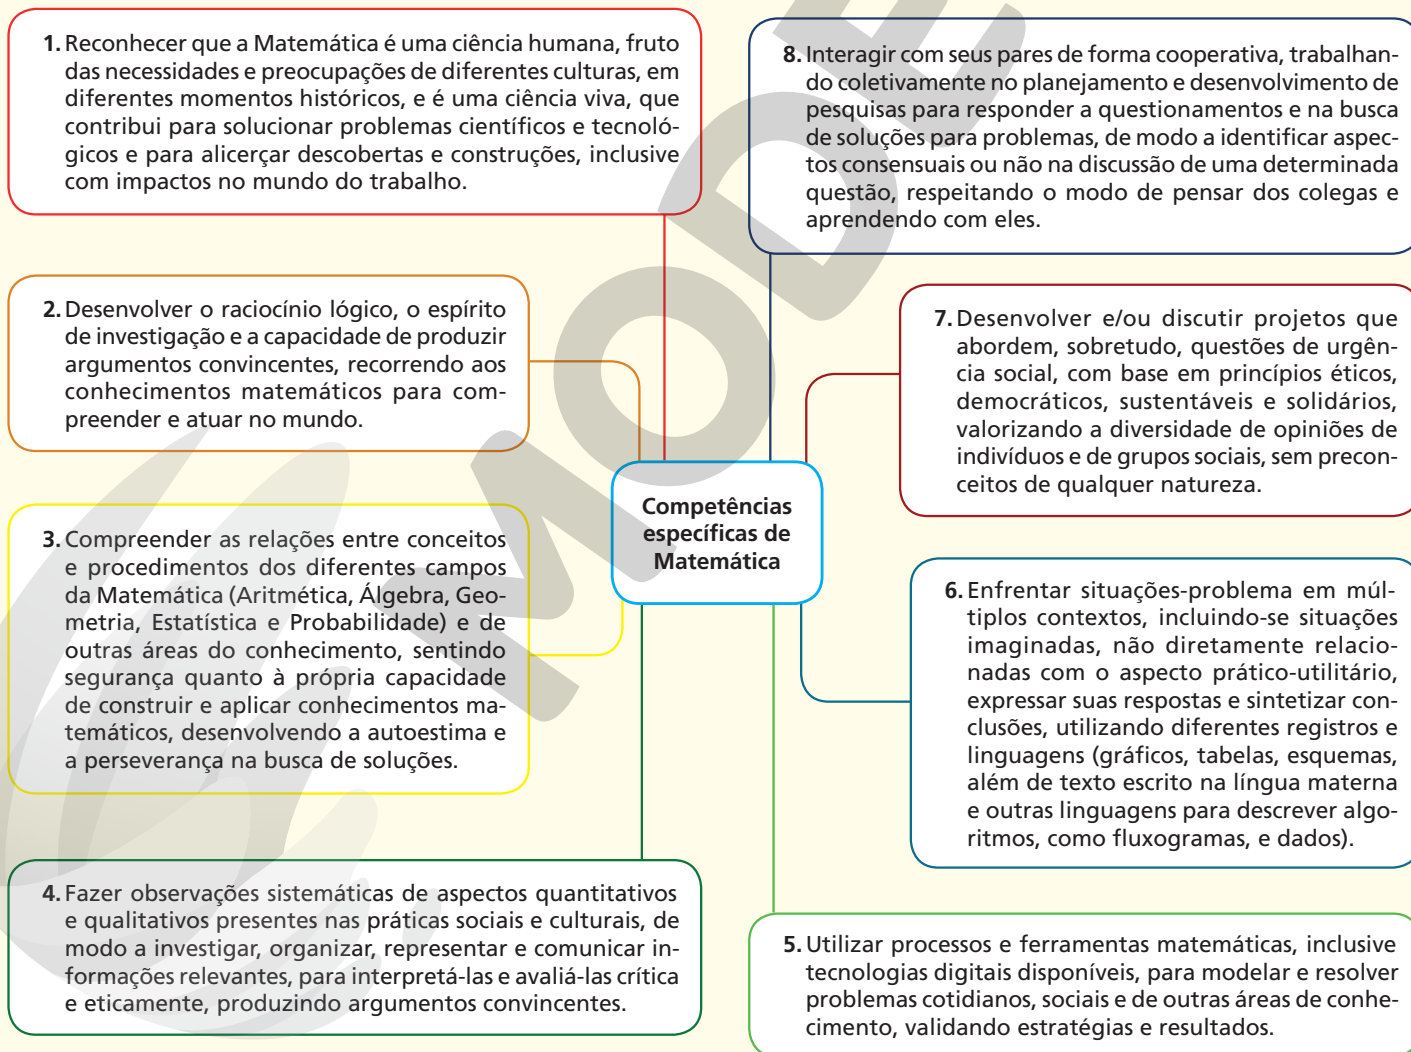 1. Reconhecer que a Matemática é uma ciência humana, fruto
das necessidades e preocupações de diferentes culturas, em
diferentes momentos históricos, e é uma ciência viva, que
contribui para solucionar problemas científicos e tecnoló-
gicos e para alicerçar descobertas e construções, inclusive
com impactos no mundo do trabalho.
2. Desenvolver o raciocínio lógico, o espírito
de investigação e a capacidade de produzir
argumentos convincentes, recorrendo aos
conhecimentos matemáticos para com-
preender e atuar no mundo.
3. Compreender as relações entre conceitos
e procedimentos dos diferentes campos
da Matemática (Aritmética, Álgebra, Geo-
metria, Estatística e Probabilidade) e de
outras áreas do conhecimento, sentindo
segurança quanto à própria capacidade
de construir e aplicar conhecimentos ma-
temáticos, desenvolvendo a autoestima e
a perseverança na busca de soluções.
4. Fazer observações sistemáticas de aspectos quantitativos
e qualitativos presentes nas práticas sociais e culturais, de
modo a investigar, organizar, representar e comunicar in-
formações relevantes, para interpretá-las e avaliá-las crítica
e eticamente, produzindo argumentos convincentes.
Competências
específicas de
Matemática
8. Interagir com seus pares de forma cooperativa, trabalhan-
do coletivamente no planejamento e desenvolvimento de
pesquisas para responder a questionamentos e na busca
de soluções para problemas, de modo a identificar aspec-
tos consensuais ou não na discussão de uma determinada
questão, respeitando o modo de pensar dos colegas e
aprendendo com eles.
7. Desenvolver e/ou discutir projetos que
abordem, sobretudo, questões de urgên-
cia social, com base em princípios éticos,
democráticos, sustentáveis e solidários,
valorizando a diversidade de opiniões de
indivíduos e de grupos sociais, sem precon-
ceitos de qualquer natureza.
6. Enfrentar situações-problema em múl-
tiplos contextos, incluindo-se situações
imaginadas, não diretamente relacio-
nadas com o aspecto prático-utilitário,
expressar suas respostas e sintetizar con-
clusões, utilizando diferentes registros e
linguagens (gráficos, tabelas, esquemas,
além de texto escrito na língua materna
e outras linguagens para descrever algo-
ritmos, como fluxogramas, e dados).
5. Utilizar processos e ferramentas matemáticas, inclusive
tecnologias digitais disponíveis, para modelar e resolver
problemas cotidianos, sociais e de outras áreas de conhe-
cimento, validando estratégias e resultados.
MODE